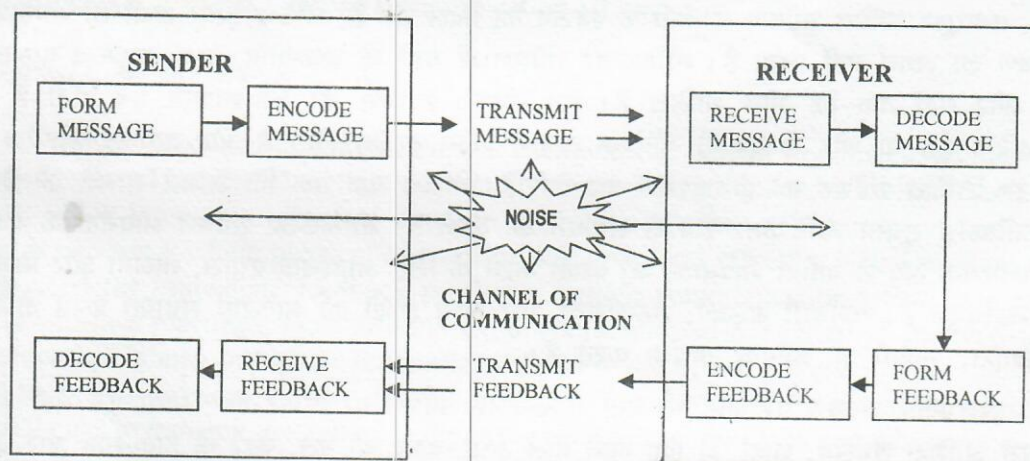 SENDER
RECEIVER
FORM
MESSAGE
ENCODE
MESSAGE
TRANSMIT
MESSAGE
RECEIVE
MESSAGE
DECODE
MESSAGE
NOISE
CHANNEL OF
COMMUNICATION
DECODE
FEEDBACK
RECEIVE
FEEDBACK
TRANSMIT
FEEDBACK
ENCODE
FEEDBACK
FORM
FEEDBACK